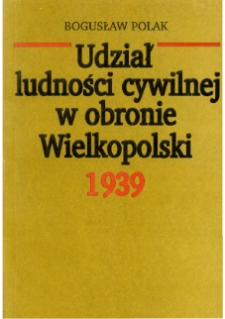 BOGUSŁAW POLAK
Udział
ludności cywilnej
w obronie
Wielkopolski
1939